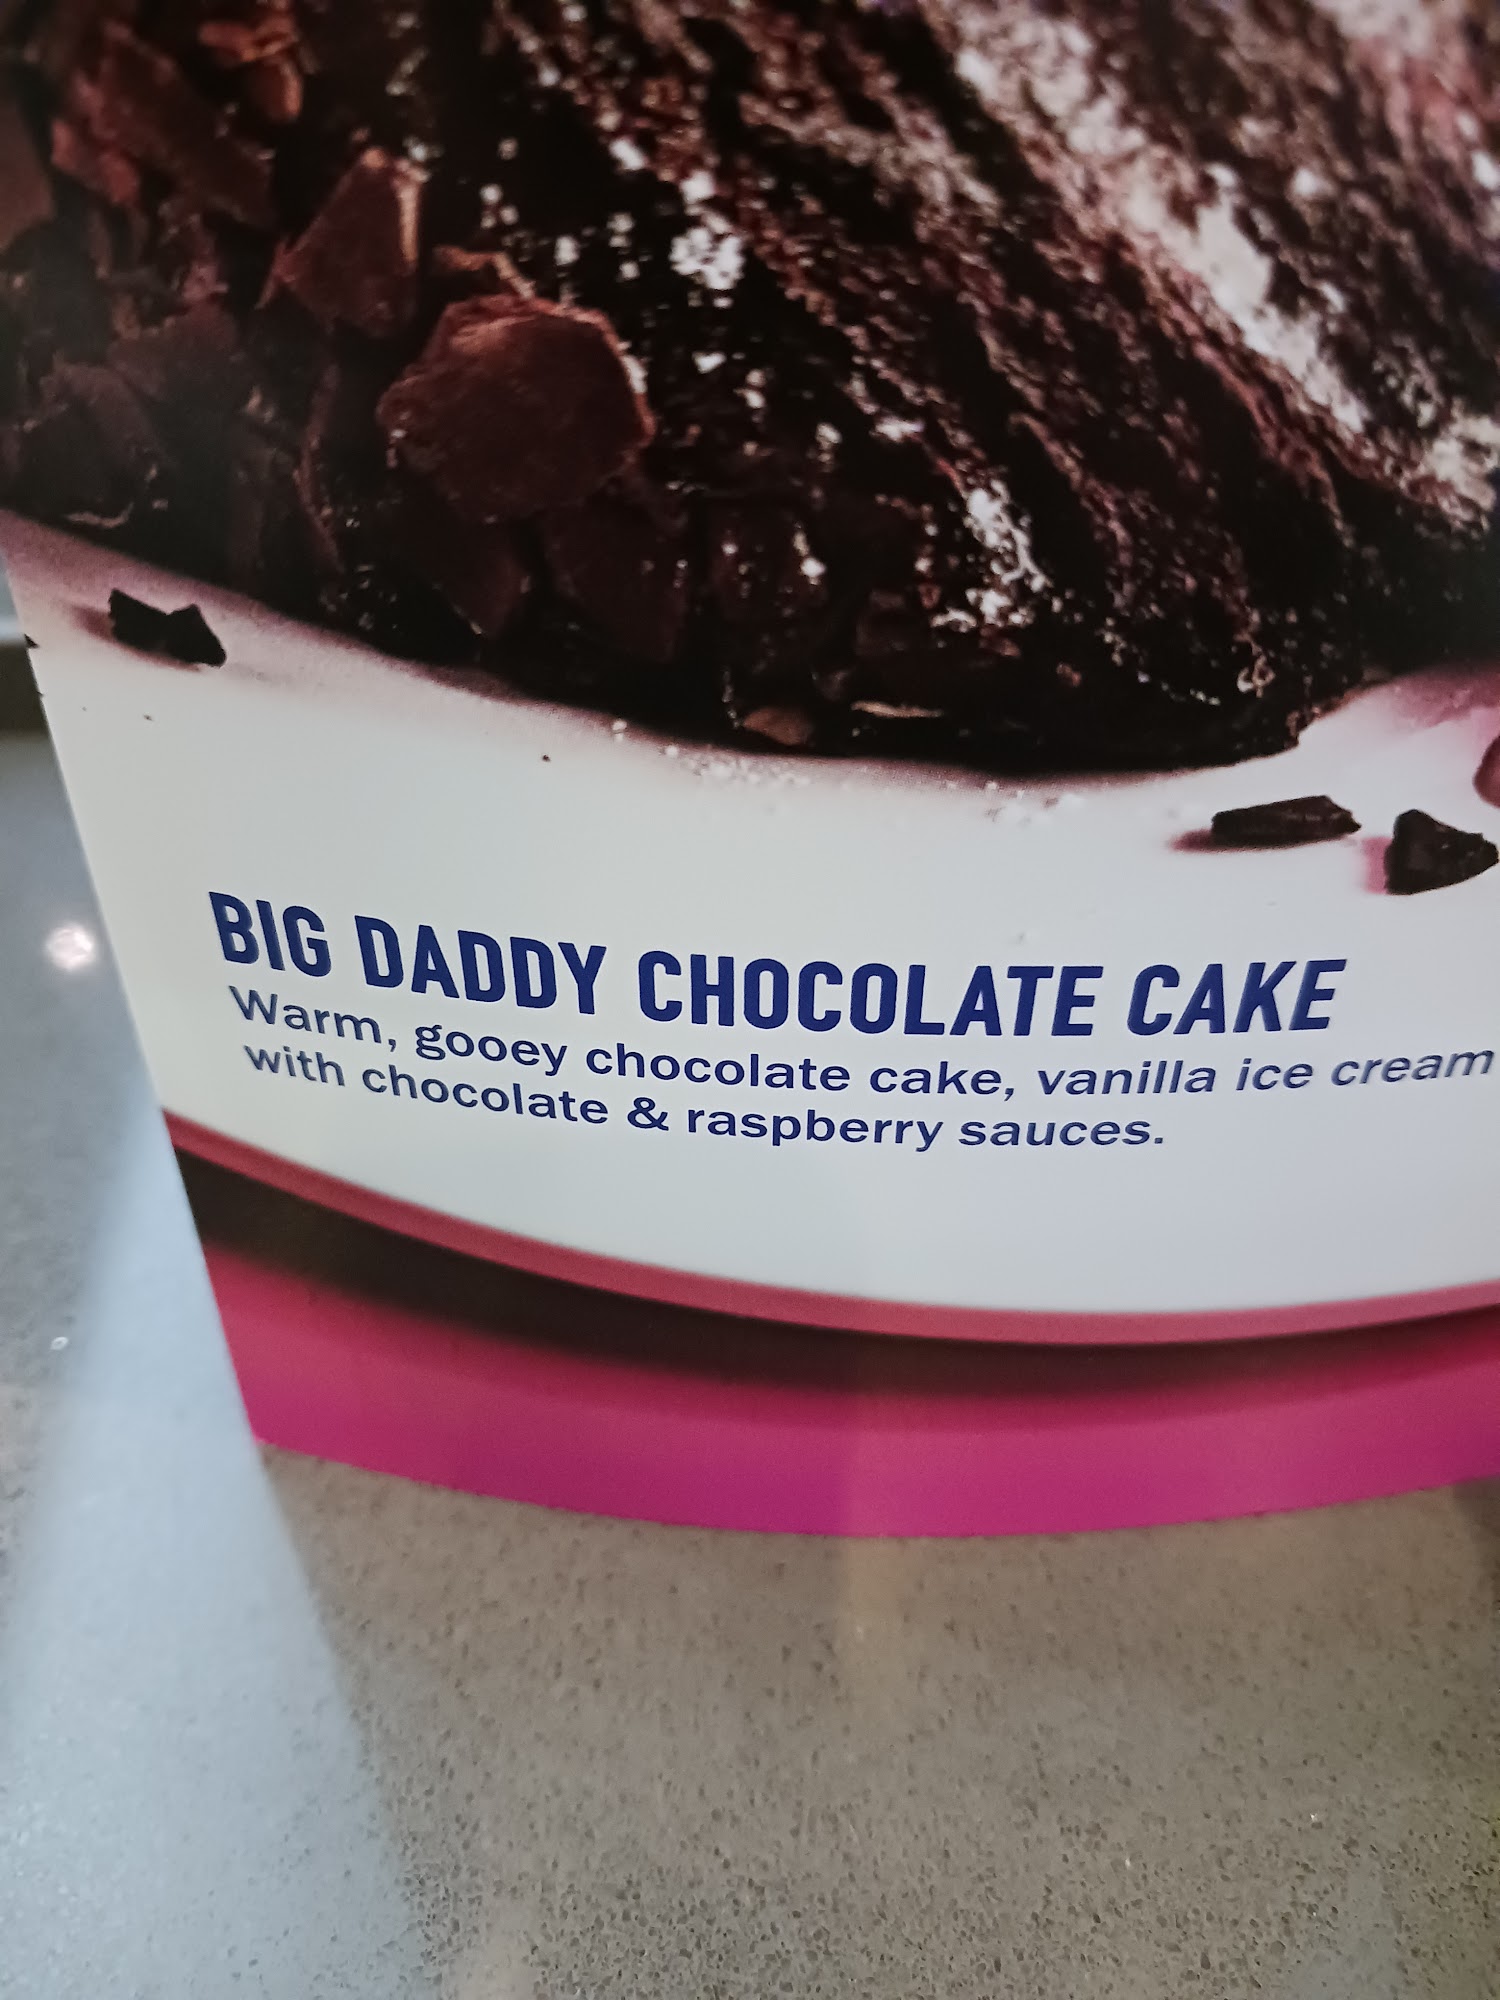 BIG DADDY CHOCOLATE CAKE
Warm, gooey chocolate cake, vanilla ice cream
with chocolate & raspberry sauces.